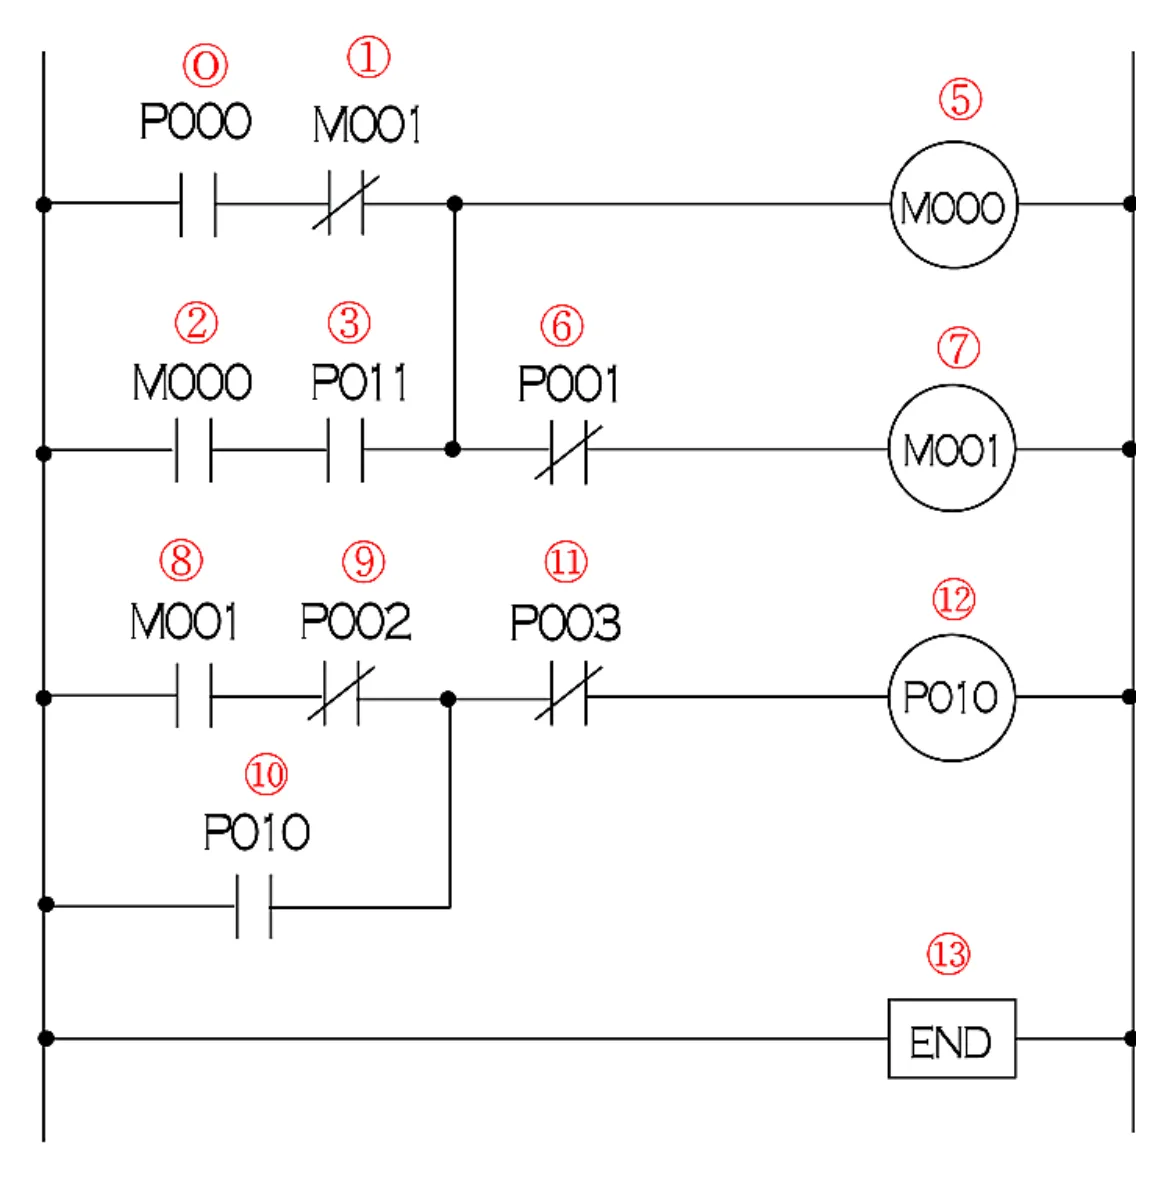 ⓪ ① ⑤
P000 M001 M000
② ③ ⑥ ⑦
M000 P011 P001 M001
⑧ ⑨ ⑪ ⑫
M001 P002 P003 P010
⑩
P010
⑬
END